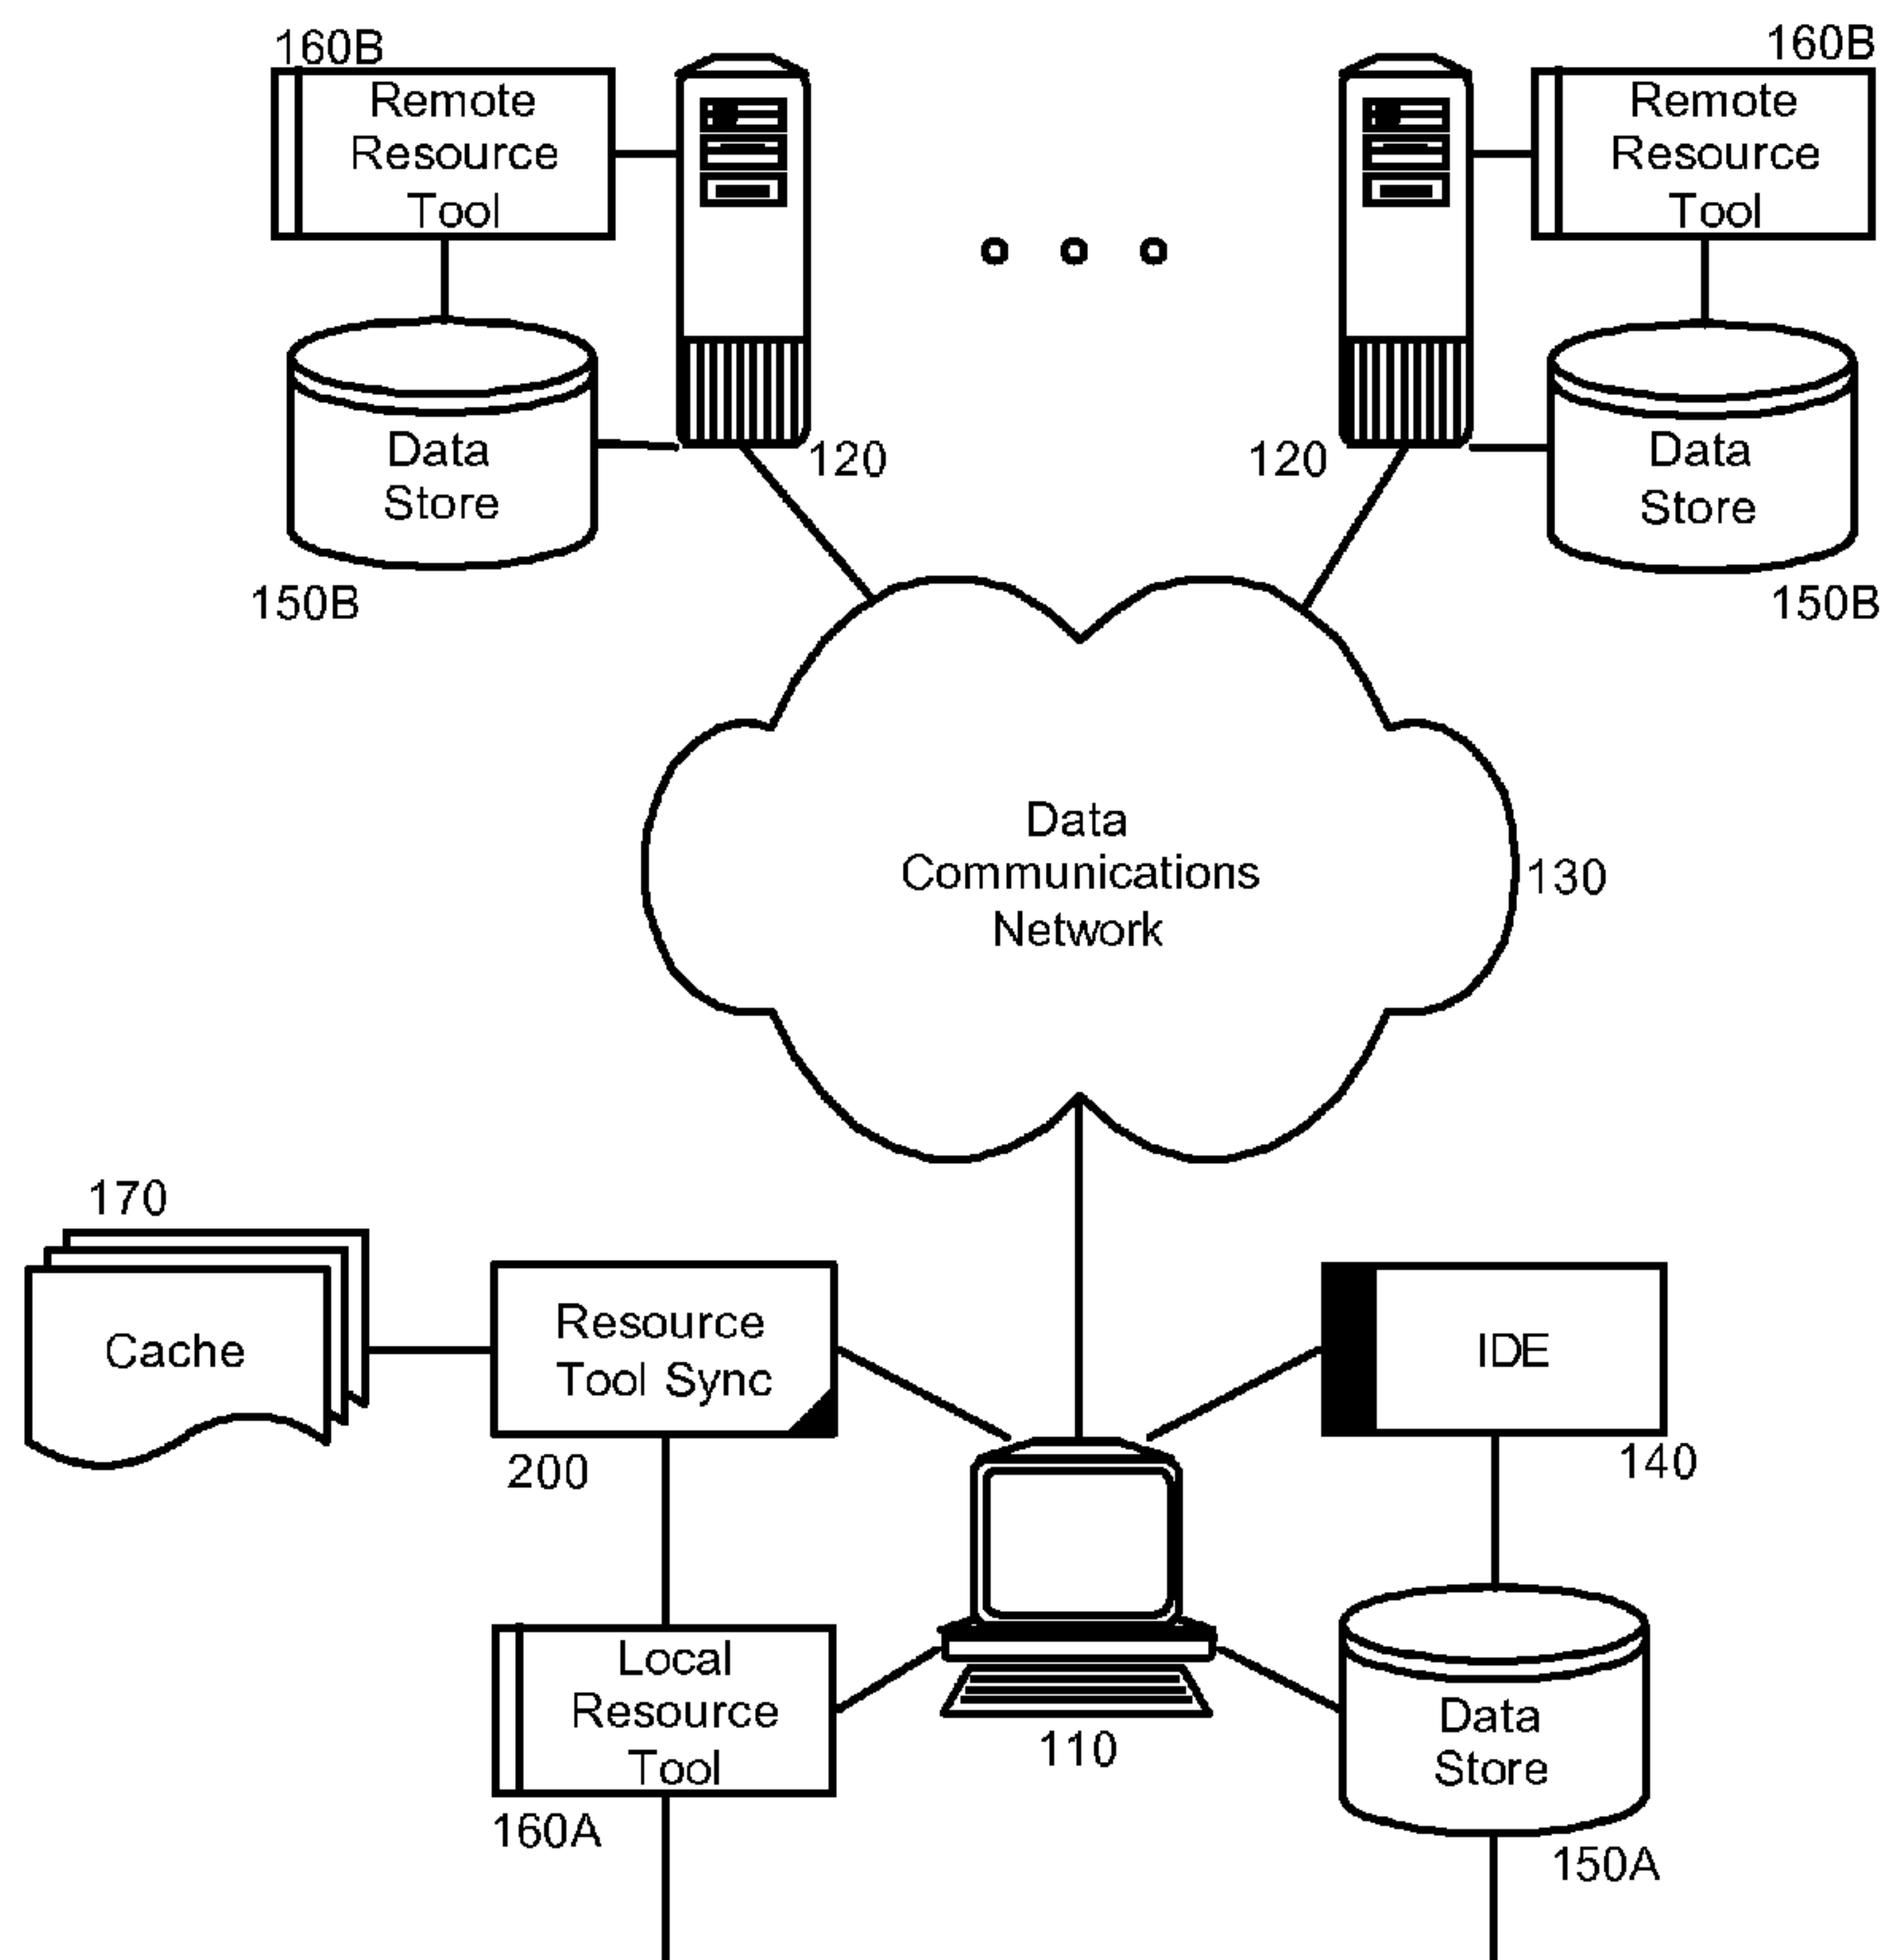 160B
Remote
Resource
Tool
160B
Remote
Resource
Tool
120
120
Data
Store
Data
Store
150B
150B
Data
Communications
Network
130
170
Cache
Resource
Tool Sync
200
IDE
140
Local
Resource
Tool
160A
110
Data
Store
150A